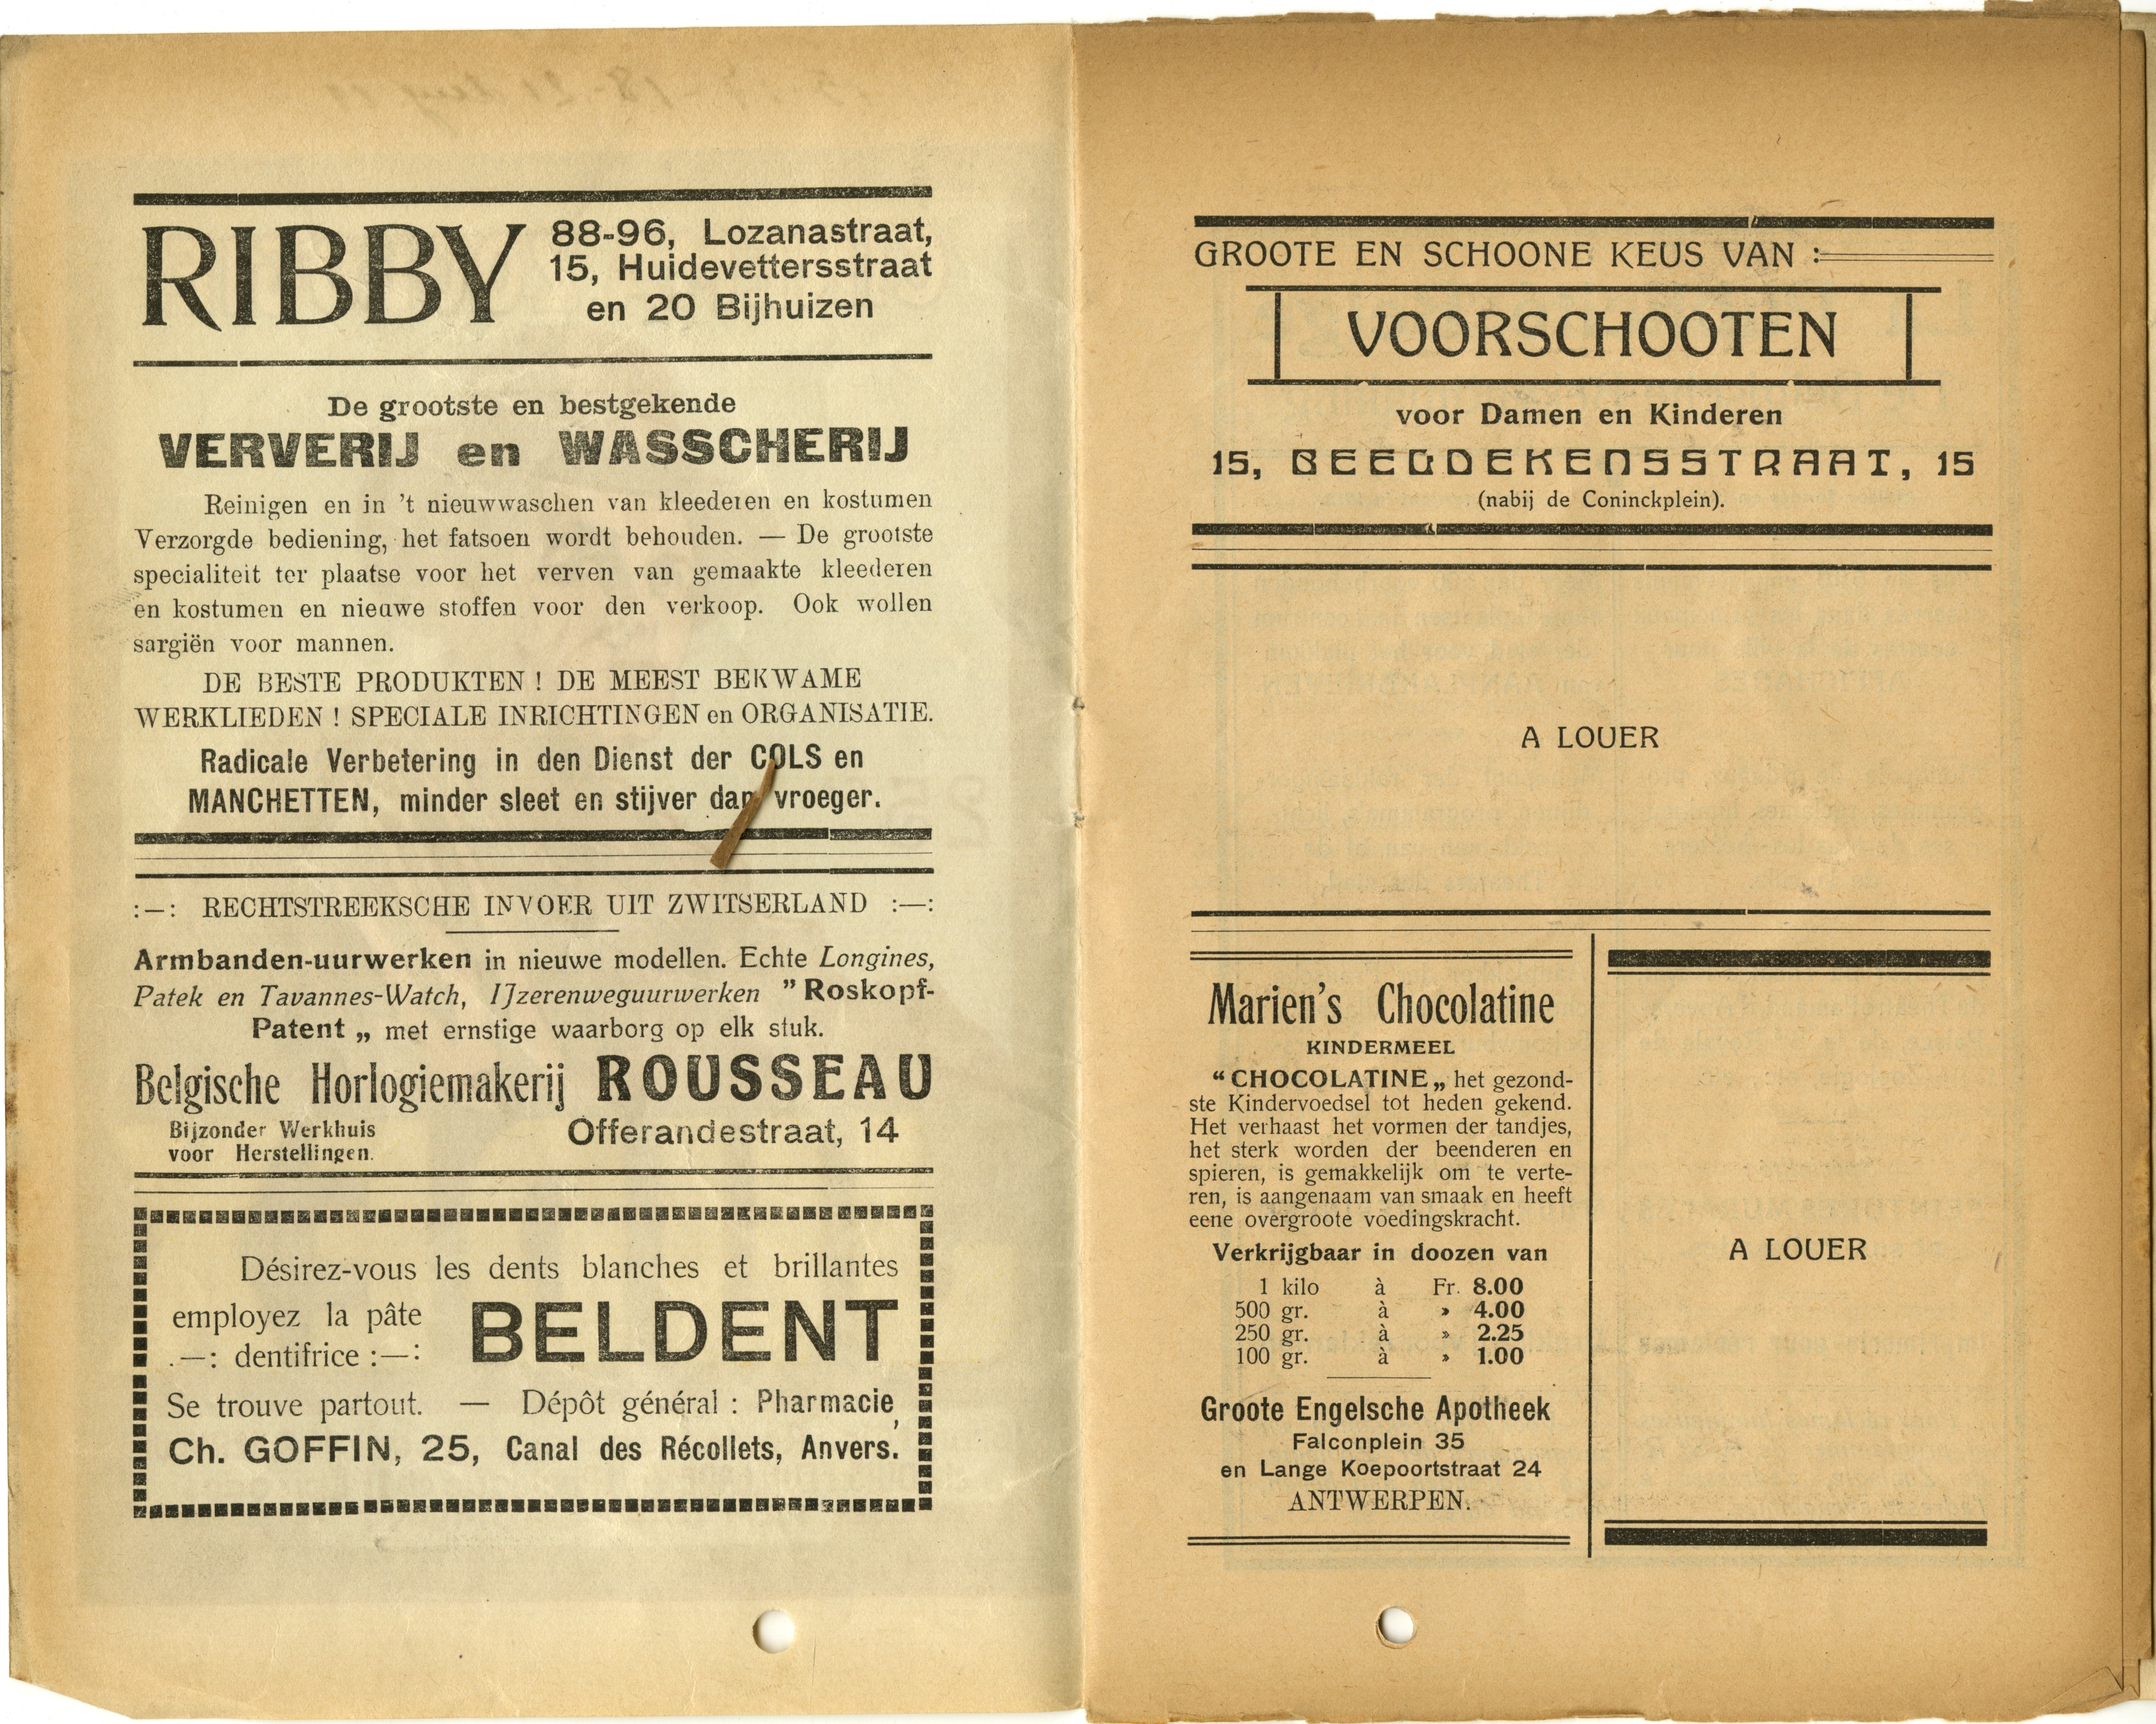 RIBBY
88-96, Lozanastraat,
15, Huidevettersstraat
en 20 Bijhuizen
De grootste en bestgekende
VERVERIJ en WASSCHERIJ
Reinigen en in 't nieuwwaschen van kleederen en kostumen
Verzorgde bediening, het fatsoen wordt behouden. — De grootste
specialiteit ter plaatse voor het verven van gemaakte kleederen
en kostumen en nieuwe stoffen voor den verkoop. Ook wollen
sargiën voor mannen.
DE BESTE PRODUKTEN ! DE MEEST BEKWAME
WERKLIEDEN ! SPECIALE INRICHTINGEN en ORGANISATIE.
Radicale Verbetering in den Dienst der COLS en
MANCHETTEN, minder sleet en stijver dan vroeger.
:—: RECHTSTREEKSCHE INVOER UIT ZWITSERLAND :—:
Armbanden-uurwerken in nieuwe modellen. Echte Longines,
Patek en Tavannes-Watch, IJzerenweguurwerken ” Roskopf-
Patent „ met ernstige waarborg op elk stuk.
Belgische Horlogiemakerij ROUSSEAU
Bijzonder Werkhuis
voor Herstellingen.
Offerandestraat, 14
Désirez-vous les dents blanches et brillantes
employez la pâte
.—: dentifrice :—:
BELDENT
Se trouve partout. — Dépôt général : Pharmacie
Ch. GOFFIN, 25, Canal des Récollets, Anvers.
GROOTE EN SCHOONE KEUS VAN :
VOORSCHOOTEN
voor Damen en Kinderen
15, BEEGDEKENSSTRAAT, 15
(nabij de Coninckplein).
A LOUER
Marien's Chocolatine
KINDERMEEL
“ CHOCOLATINE „ het gezond-
ste Kindervoedsel tot heden gekend.
Het verhaast het vormen der tandjes,
het sterk worden der beenderen en
spieren, is gemakkelijk om te verte-
ren, is aangenaam van smaak en heeft
eene overgroote voedingskracht.
Verkrijgbaar in doozen van
1 kilo à Fr. 8.00
500 gr. à » 4.00
250 gr. à » 2.25
100 gr. à » 1.00
Groote Engelsche Apotheek
Falconplein 35
en Lange Koepoortstraat 24
ANTWERPEN.
A LOUER